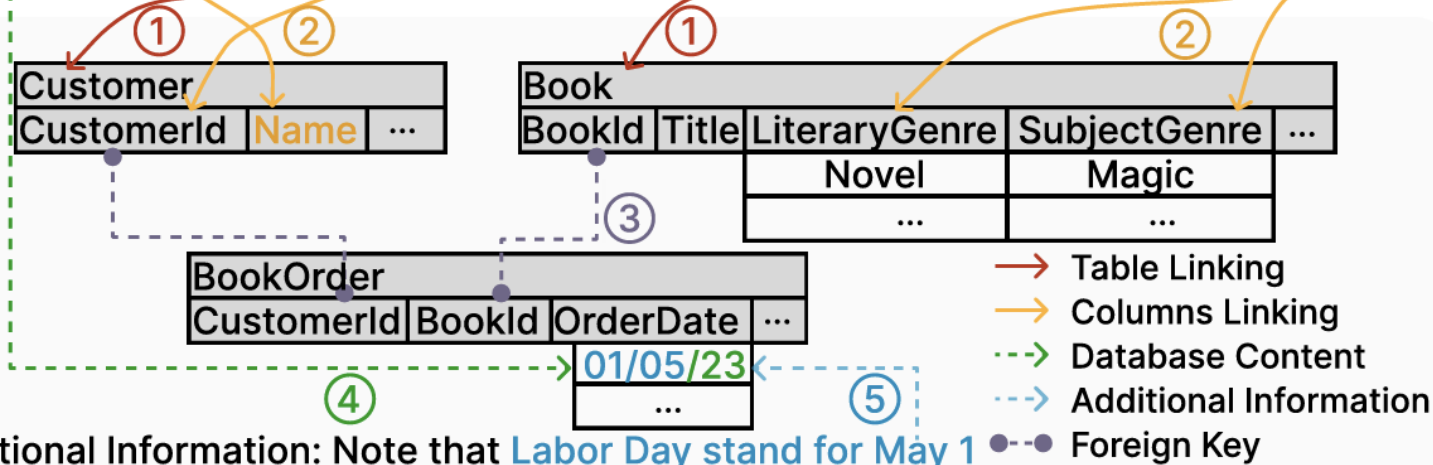 ① ② ① ②
Customer
CustomerId Name ...
Book
BookId Title LiteraryGenre SubjectGenre ...
Novel Magic
... ...
③
BookOrder
CustomerId BookId OrderDate ...
01/05/23
...
④ ⑤
Table Linking
Columns Linking
Database Content
Additional Information
Foreign Key
tional Information: Note that Labor Day stand for May 1